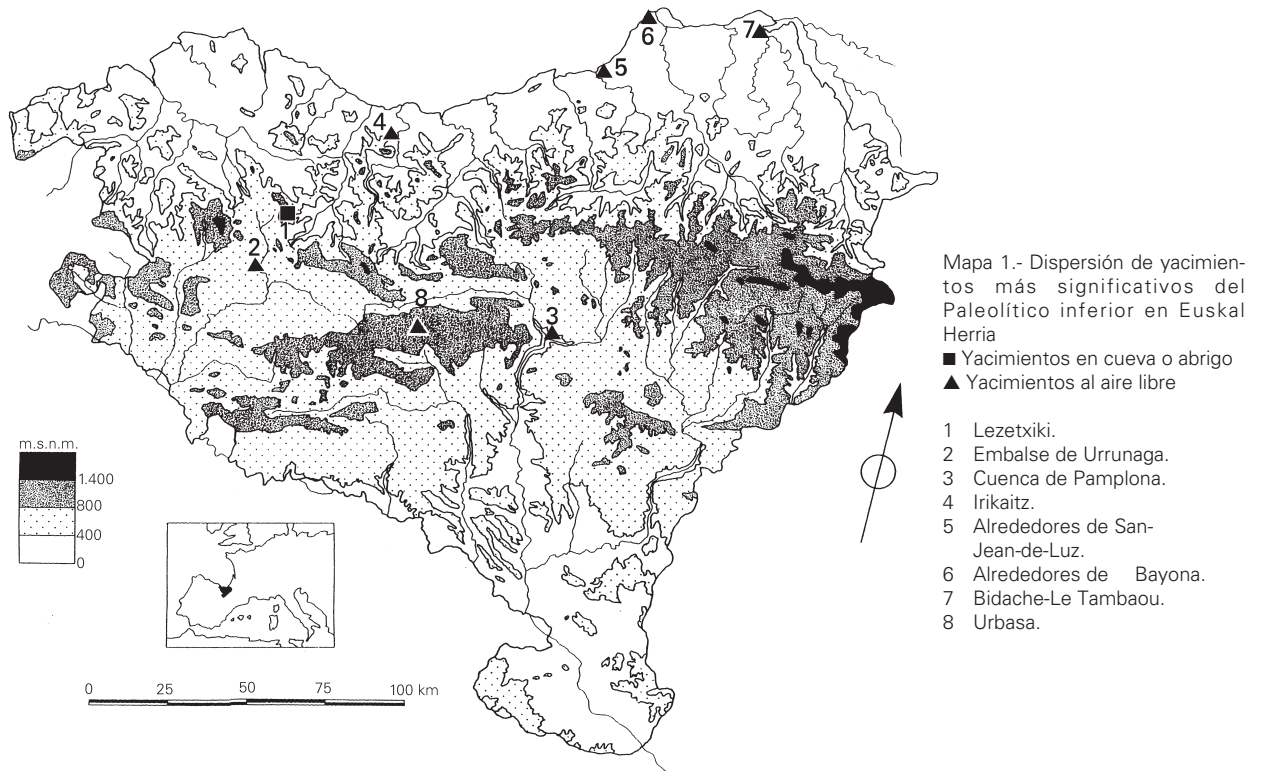 6
7
5
4
1
2
8
3
m.s.n.m.
1.400
800
400
0
0 25 50 75 100 km
Mapa 1.- Dispersión de yacimien-
tos más significativos del
Paleolítico inferior en Euskal
Herria
■ Yacimientos en cueva o abrigo
▲ Yacimientos al aire libre
1 Lezetxiki.
2 Embalse de Urrunaga.
3 Cuenca de Pamplona.
4 Irikaitz.
5 Alrededores de San-
Jean-de-Luz.
6 Alrededores de Bayona.
7 Bidache-Le Tambaou.
8 Urbasa.